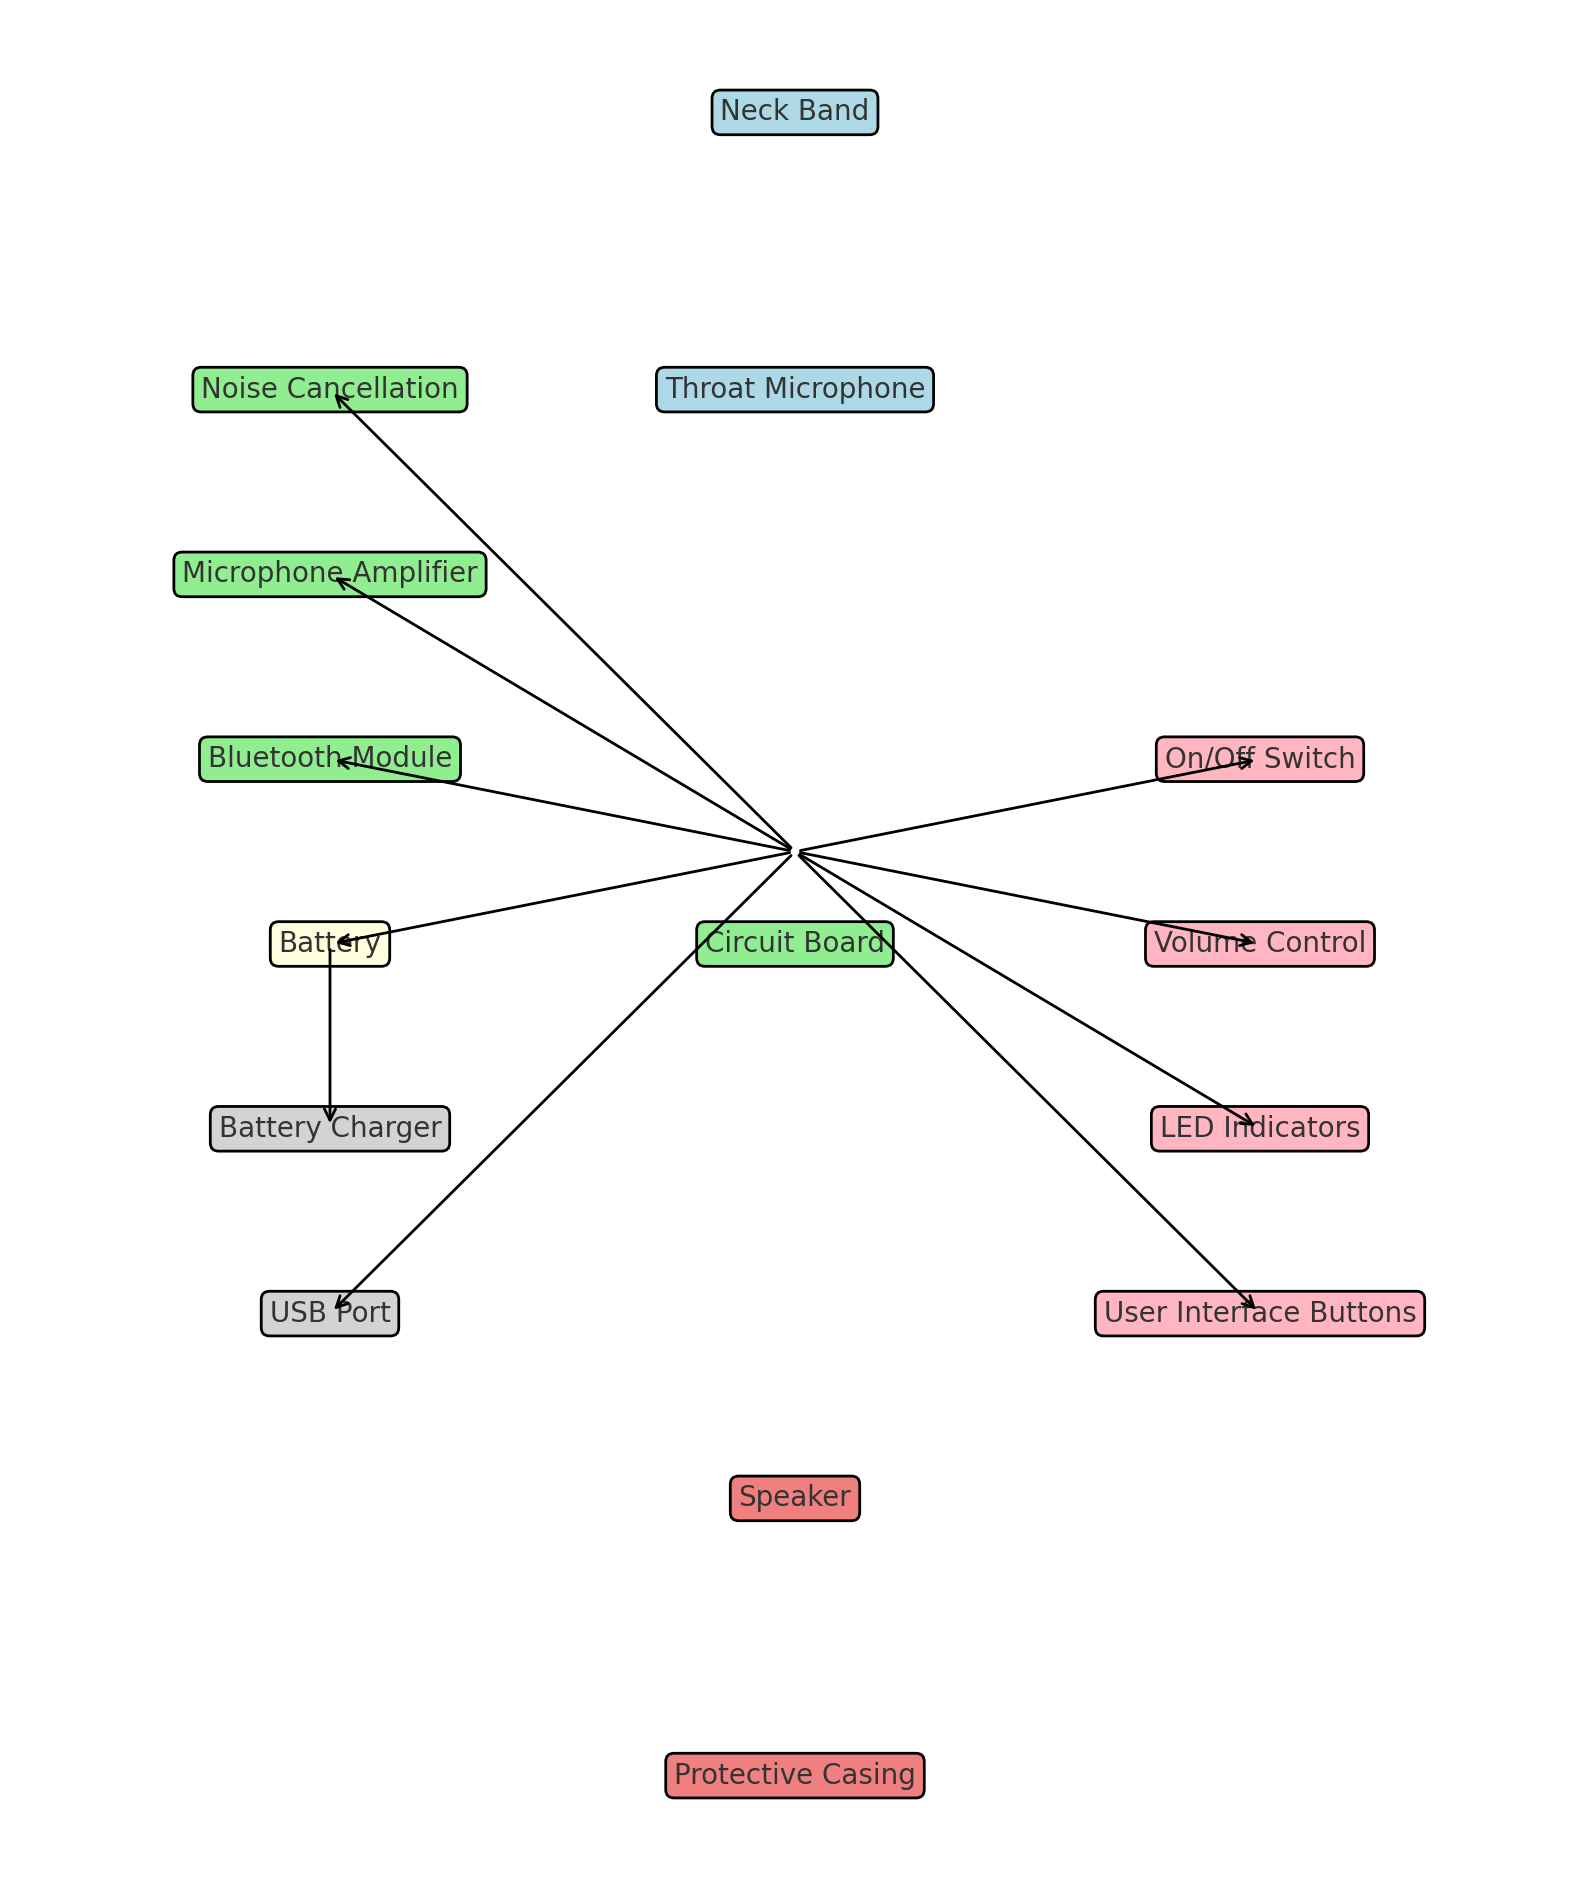 Neck Band
Noise Cancellation
Throat Microphone
Microphone Amplifier
Bluetooth Module
On/Off Switch
Battery
Circuit Board
Volume Control
Battery Charger
LED Indicators
USB Port
User Interface Buttons
Speaker
Protective Casing